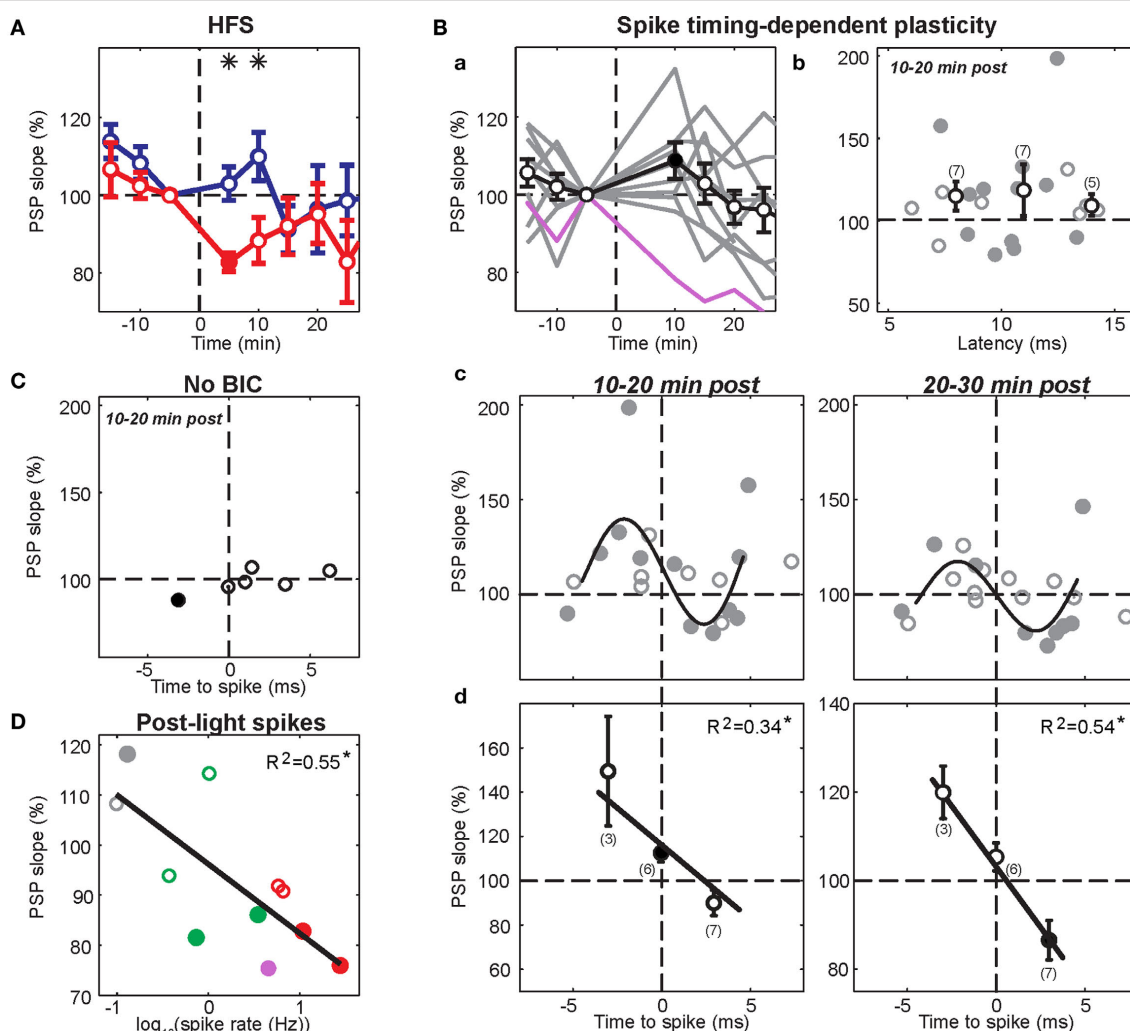 A
HFS
PSP slope (%)
120
100
80
-10 0 10 20
Time (min)
B
Spike timing-dependent plasticity
a
PSP slope (%)
120
100
80
-10 0 10 20
Time (min)
b
10-20 min post
200
150
100
50
(7)
(7)
(5)
5 10 15
Latency (ms)
C
No BIC
10-20 min post
PSP slope (%)
200
150
100
-5 0 5
Time to spike (ms)
c
10-20 min post
PSP slope (%)
200
150
100
20-30 min post
200
150
100
D
Post-light spikes
R²=0.55*
PSP slope (%)
120
110
100
90
80
70
-1 0 1
log₁₀(spike rate (Hz))
d
R²=0.34*
PSP slope (%)
160
140
120
100
80
60
(3)
(6)
(7)
-5 0 5
Time to spike (ms)
R²=0.54*
140
120
100
80
(3)
(6)
(7)
-5 0 5
Time to spike (ms)